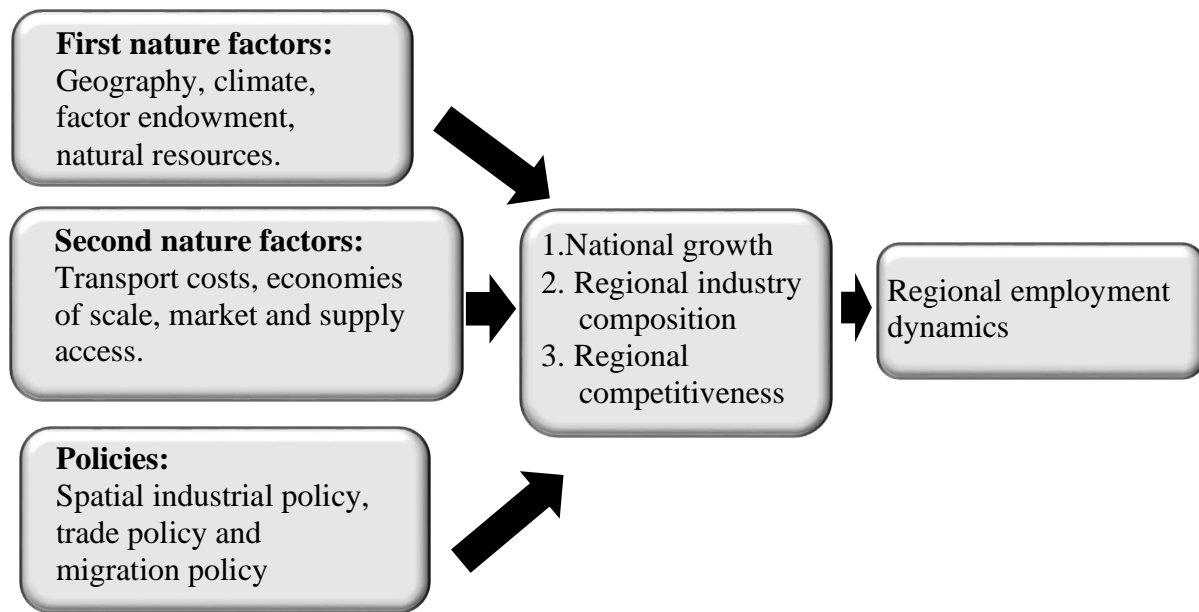 First nature factors:
Geography, climate,
factor endowment,
natural resources.
Second nature factors:
Transport costs, economies
of scale, market and supply
access.
Policies:
Spatial industrial policy,
trade policy and
migration policy
1.National growth
2. Regional industry
composition
3. Regional
competitiveness
Regional employment
dynamics